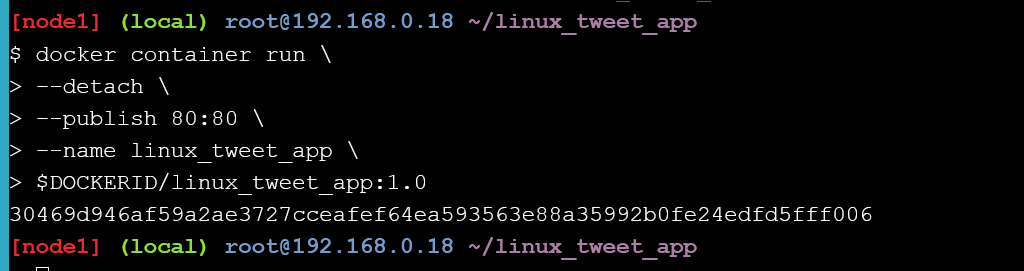 [node1] (local) root@192.168.0.18 ~/linux_tweet_app
$ docker container run \
> --detach \
> --publish 80:80 \
> --name linux_tweet_app \
> $DOCKERID/linux_tweet_app:1.0
30469d946af59a2ae3727cceafef64ea593563e88a35992b0fe24edfd5fff006
[node1] (local) root@192.168.0.18 ~/linux_tweet_app